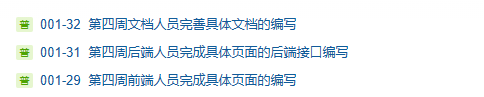 普 001-32 第四周文档人员完善具体文档的编写
普 001-31 第四周后端人员完成具体页面的后端接口编写
普 001-29 第四周前端人员完成具体页面的编写